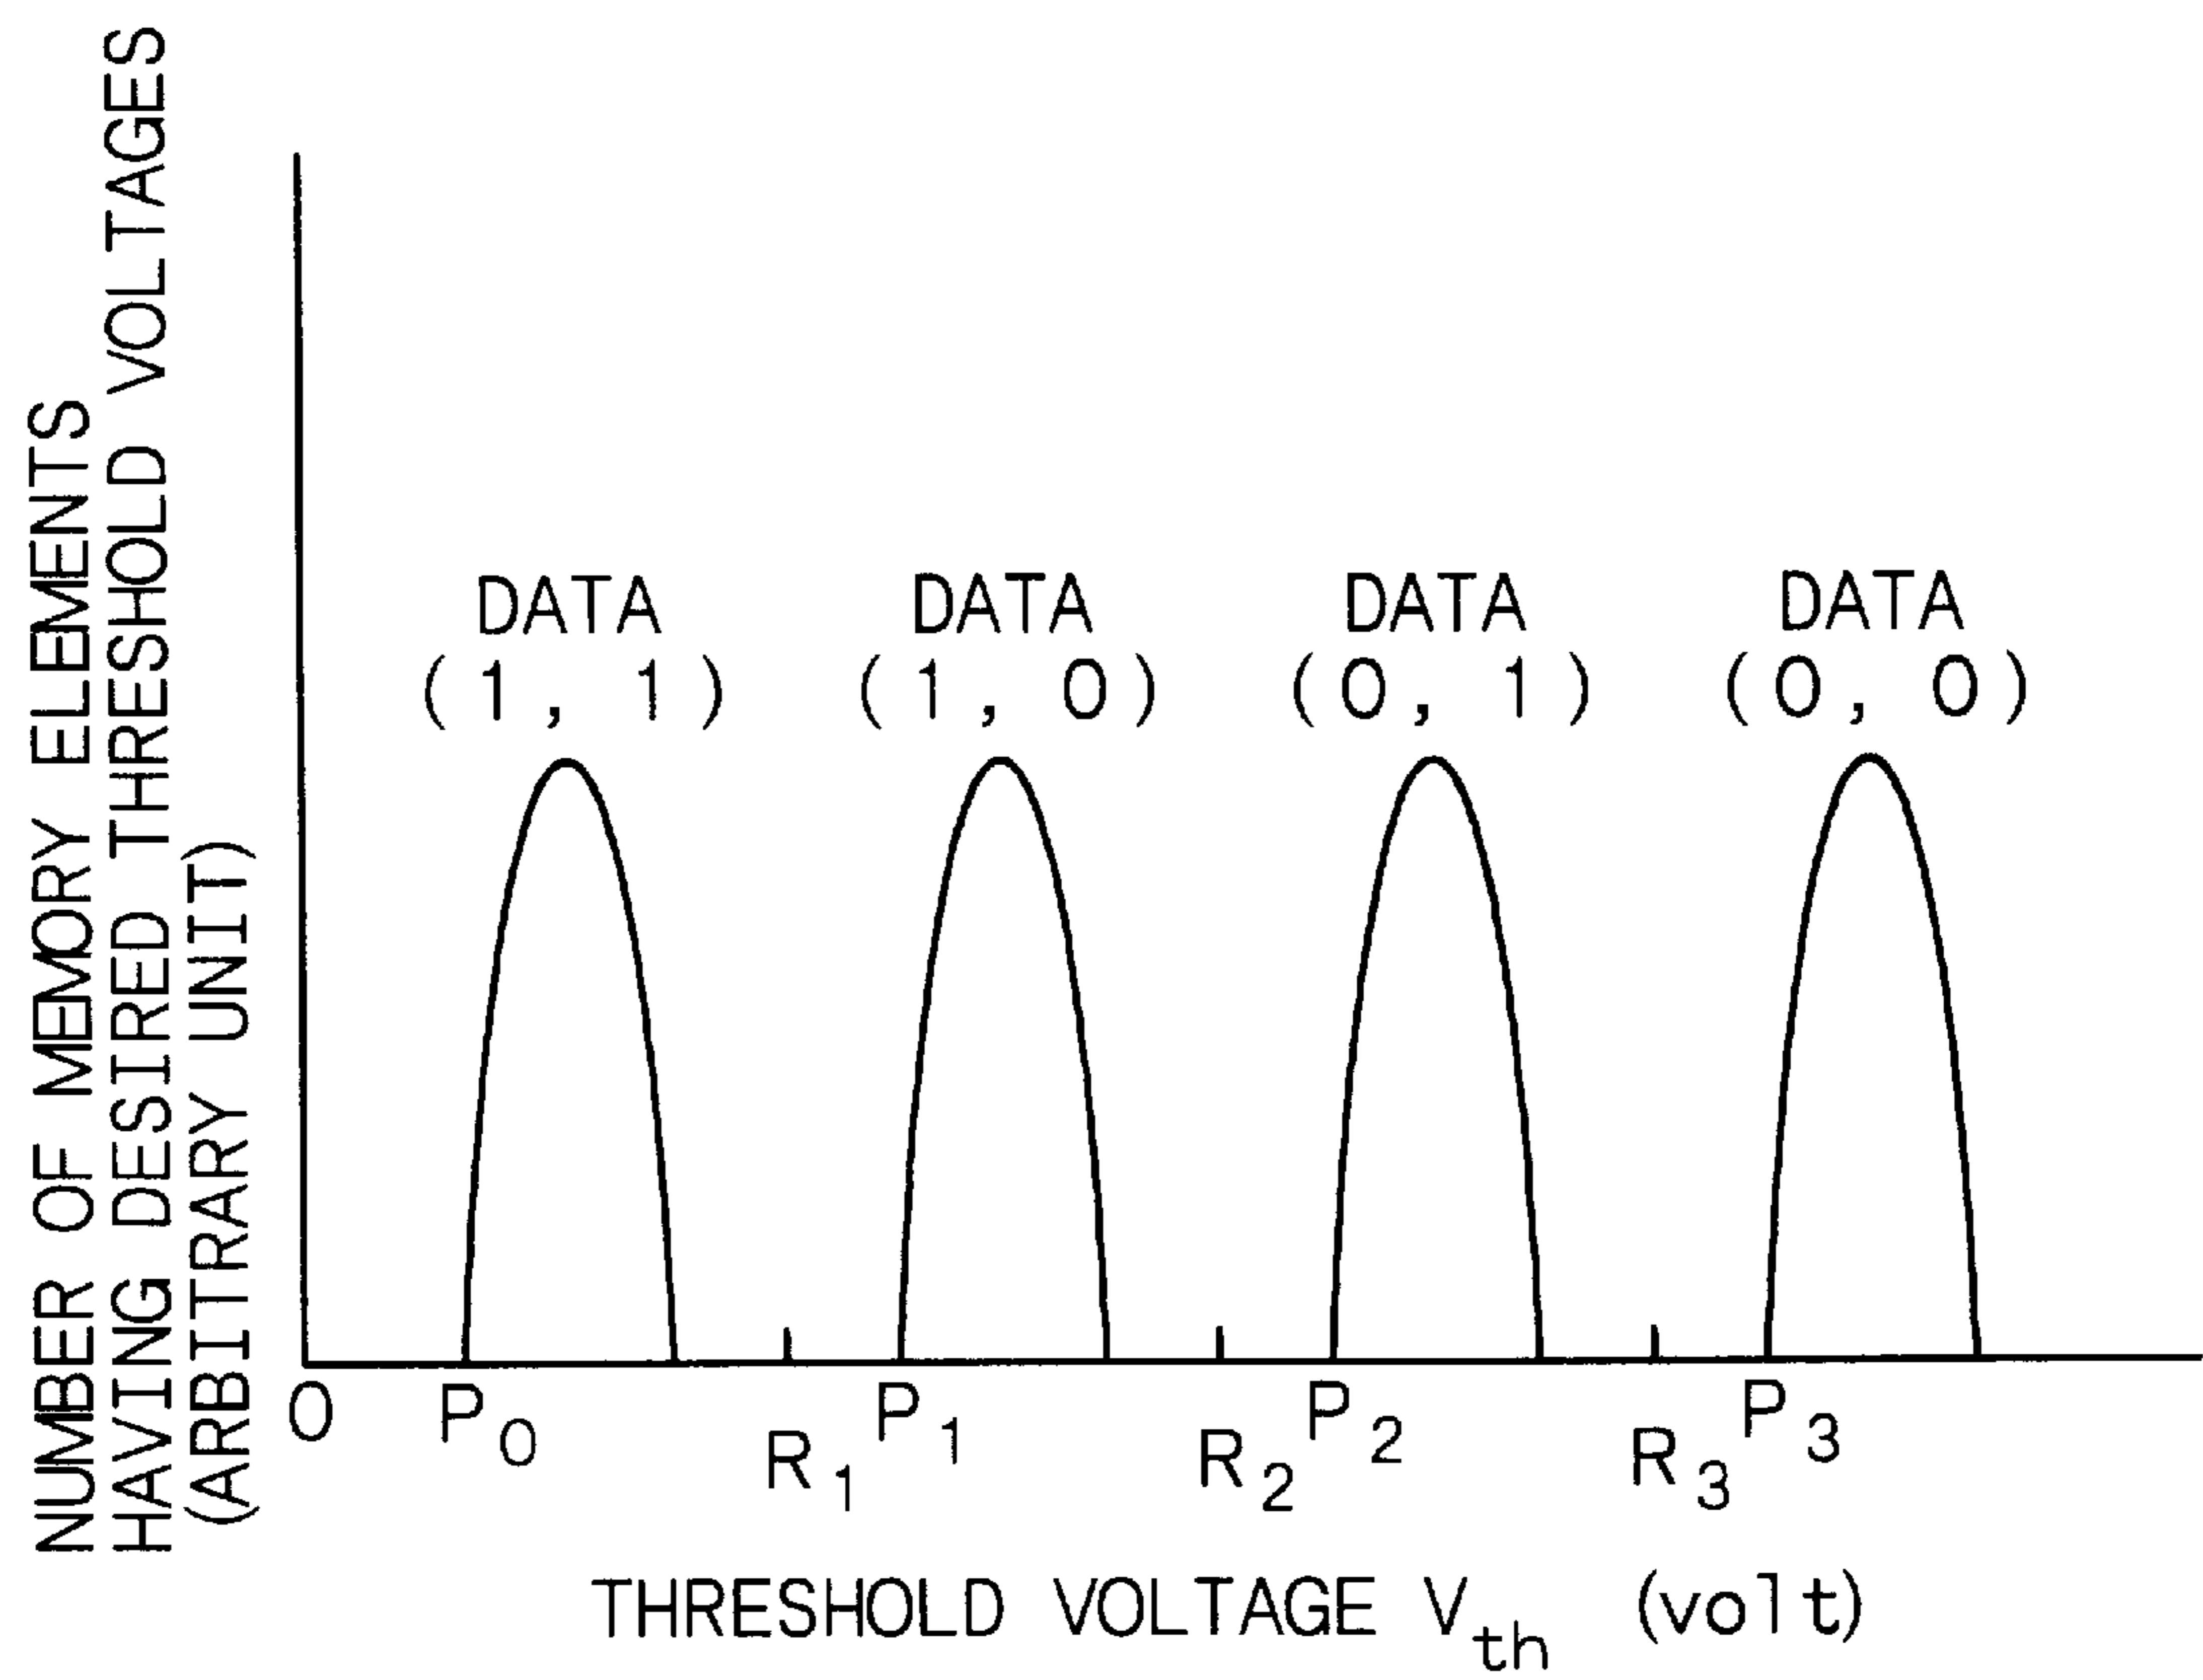 NUMBER OF MEMORY ELEMENTS
HAVING DESIRED THRESHOLD VOLTAGES
(ARBITRARY UNIT)
DATA DATA DATA DATA
(1, 1) (1, 0) (0, 1) (0, 0)
0 P0 P1 P2 P3
R1 R2 R3
THRESHOLD VOLTAGE Vth (volt)